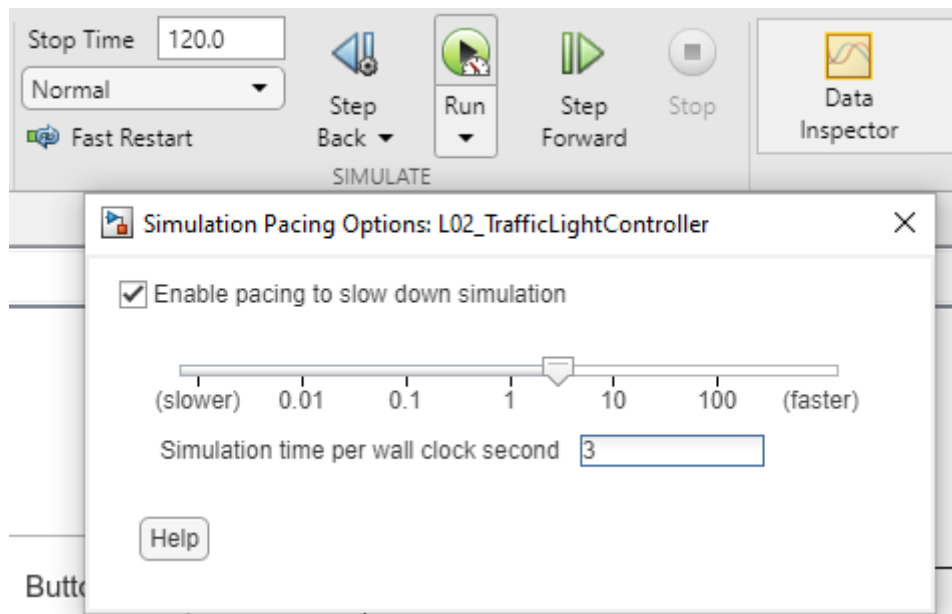 Stop Time 120.0
Normal
Fast Restart
Step Back
Run
Step Forward
Stop
SIMULATE
Data Inspector
Simulation Pacing Options: L02_TrafficLightController
Enable pacing to slow down simulation
(slower) 0.01 0.1 1 10 100 (faster)
Simulation time per wall clock second 3
Help
Butto